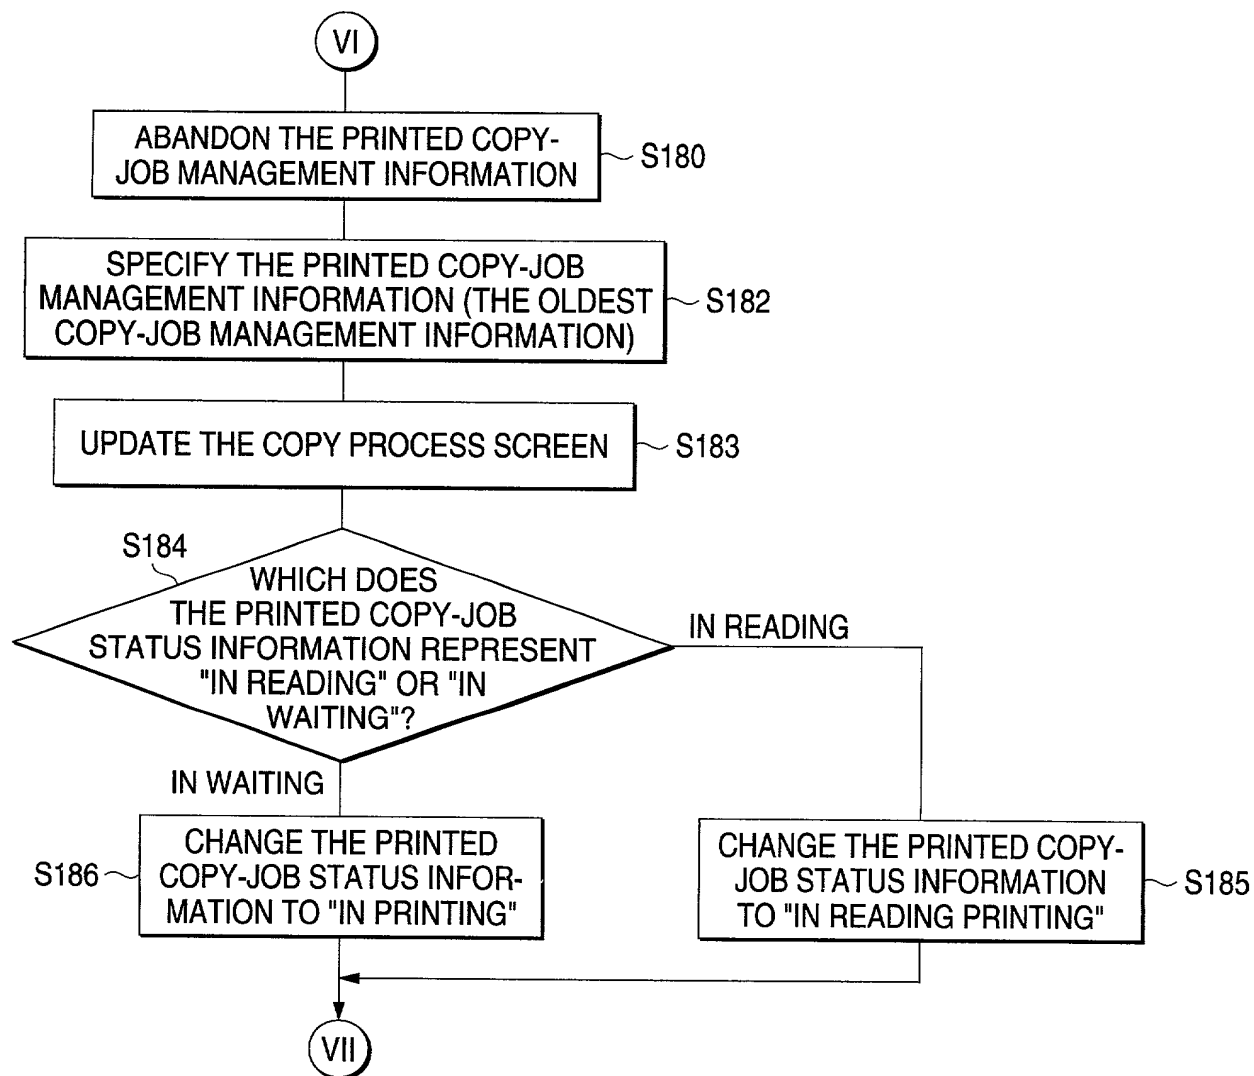 VI
ABANDON THE PRINTED COPY-
JOB MANAGEMENT INFORMATION
S180
SPECIFY THE PRINTED COPY-JOB
MANAGEMENT INFORMATION (THE OLDEST
COPY-JOB MANAGEMENT INFORMATION)
S182
UPDATE THE COPY PROCESS SCREEN
S183
S184
WHICH DOES
THE PRINTED COPY-JOB
STATUS INFORMATION REPRESENT
"IN READING" OR "IN
WAITING"?
IN READING
IN WAITING
CHANGE THE PRINTED
COPY-JOB STATUS INFOR-
MATION TO "IN PRINTING"
S186
CHANGE THE PRINTED COPY-
JOB STATUS INFORMATION
TO "IN READING PRINTING"
S185
VII